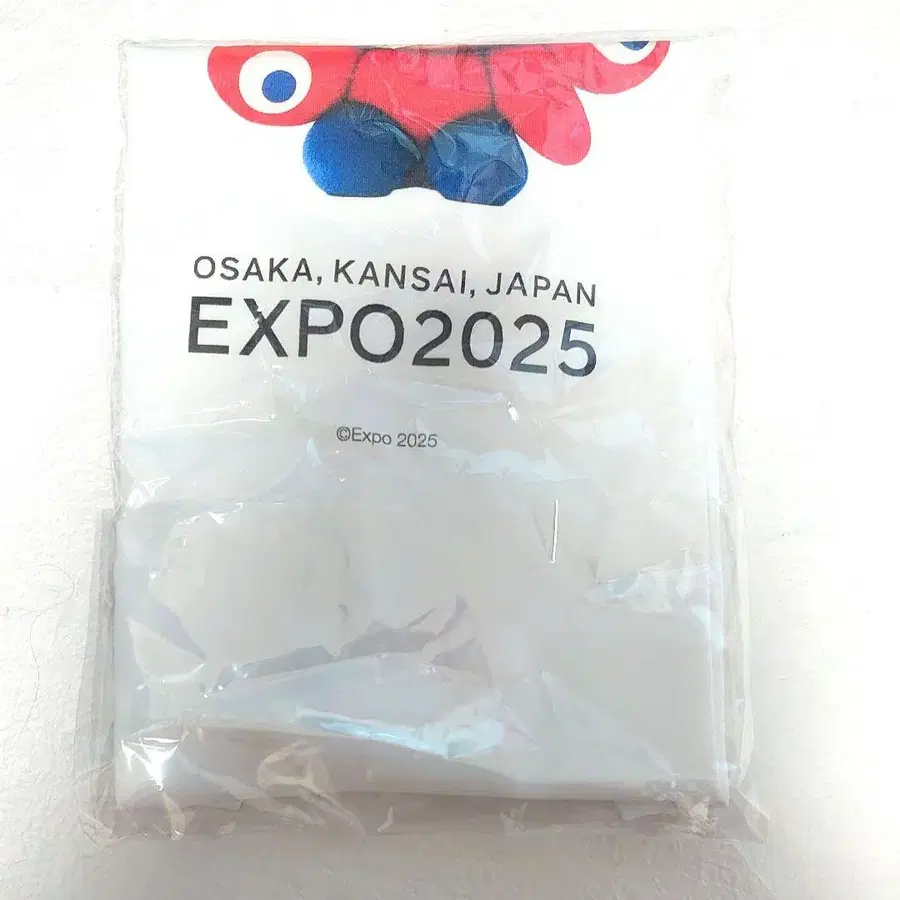 OSAKA, KANSAI, JAPAN
EXPO2025
©Expo 2025